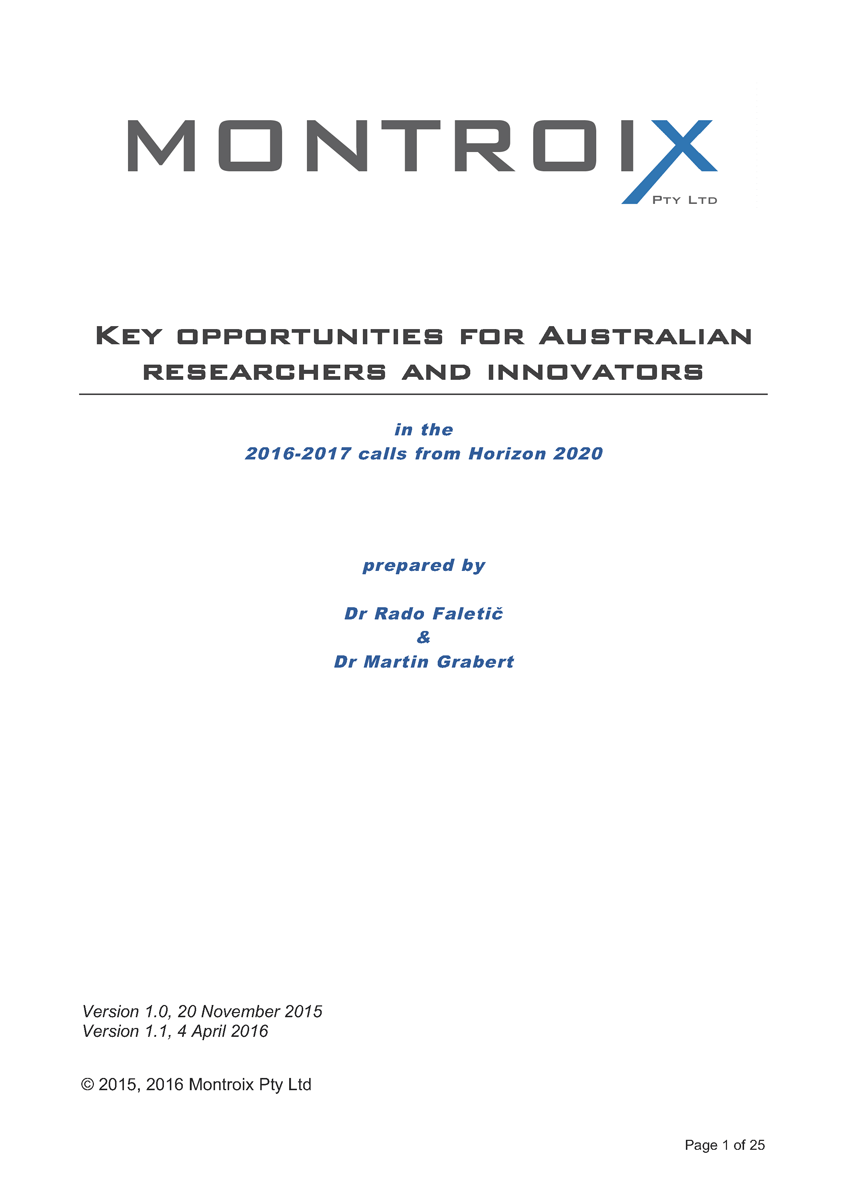 MONTROIX
PTY LTD
KEY OPPORTUNITIES FOR AUSTRALIAN
RESEARCHERS AND INNOVATORS
in the
2016-2017 calls from Horizon 2020
prepared by
Dr Rado Faletič
&
Dr Martin Grabert
Version 1.0, 20 November 2015
Version 1.1, 4 April 2016
© 2015, 2016 Montroix Pty Ltd
Page 1 of 25